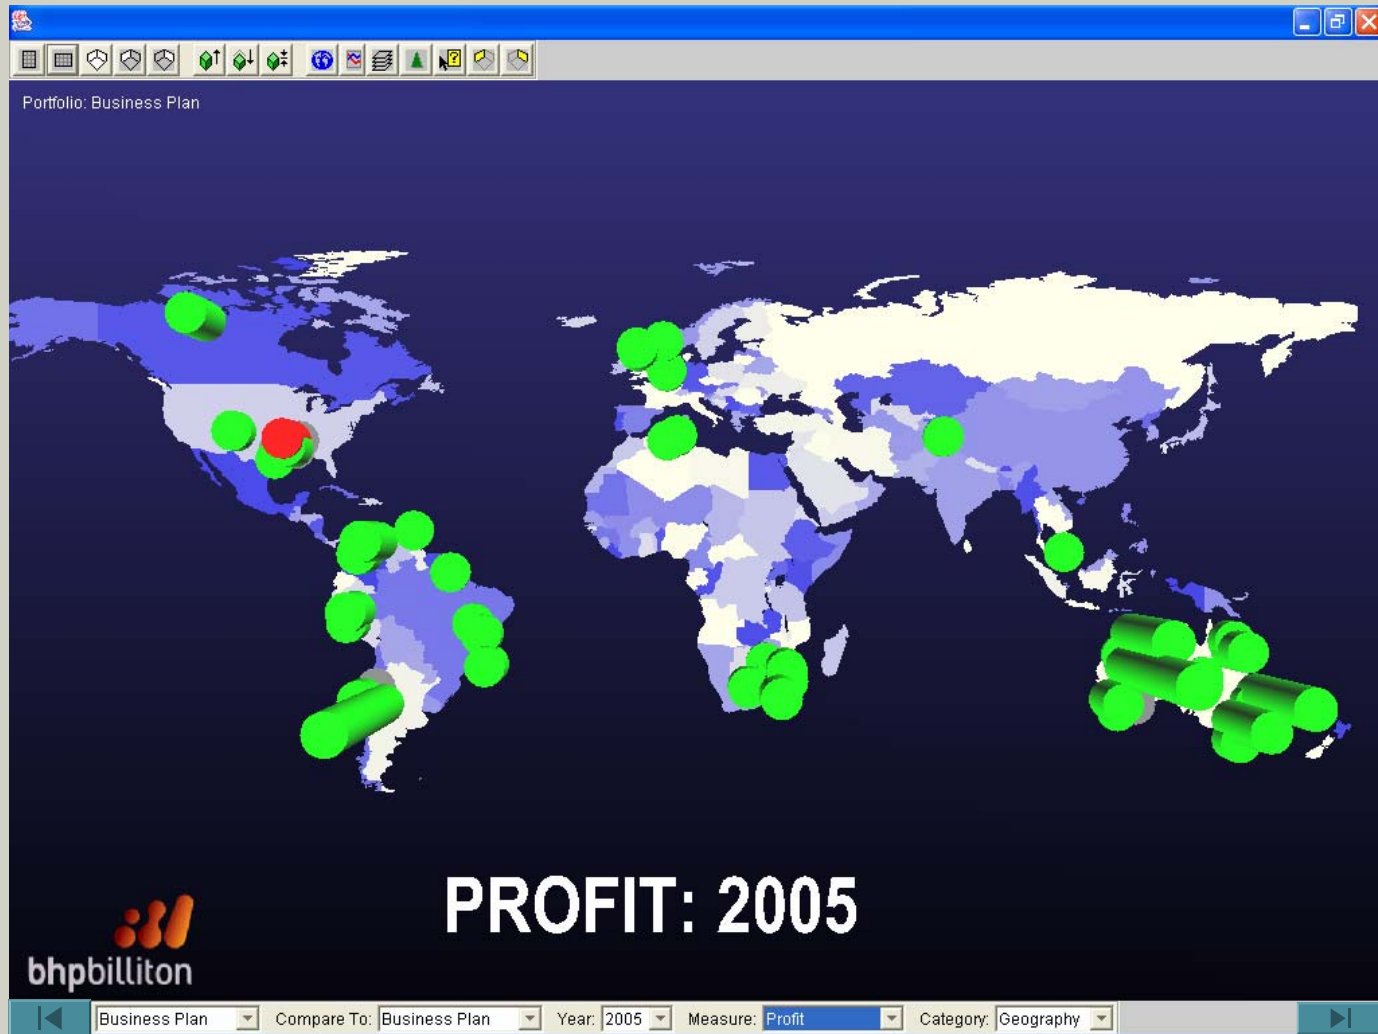 Portfolio: Business Plan
PROFIT: 2005
bhpbilliton
Business Plan Compare To: Business Plan Year: 2005 Measure: Profit Category: Geography